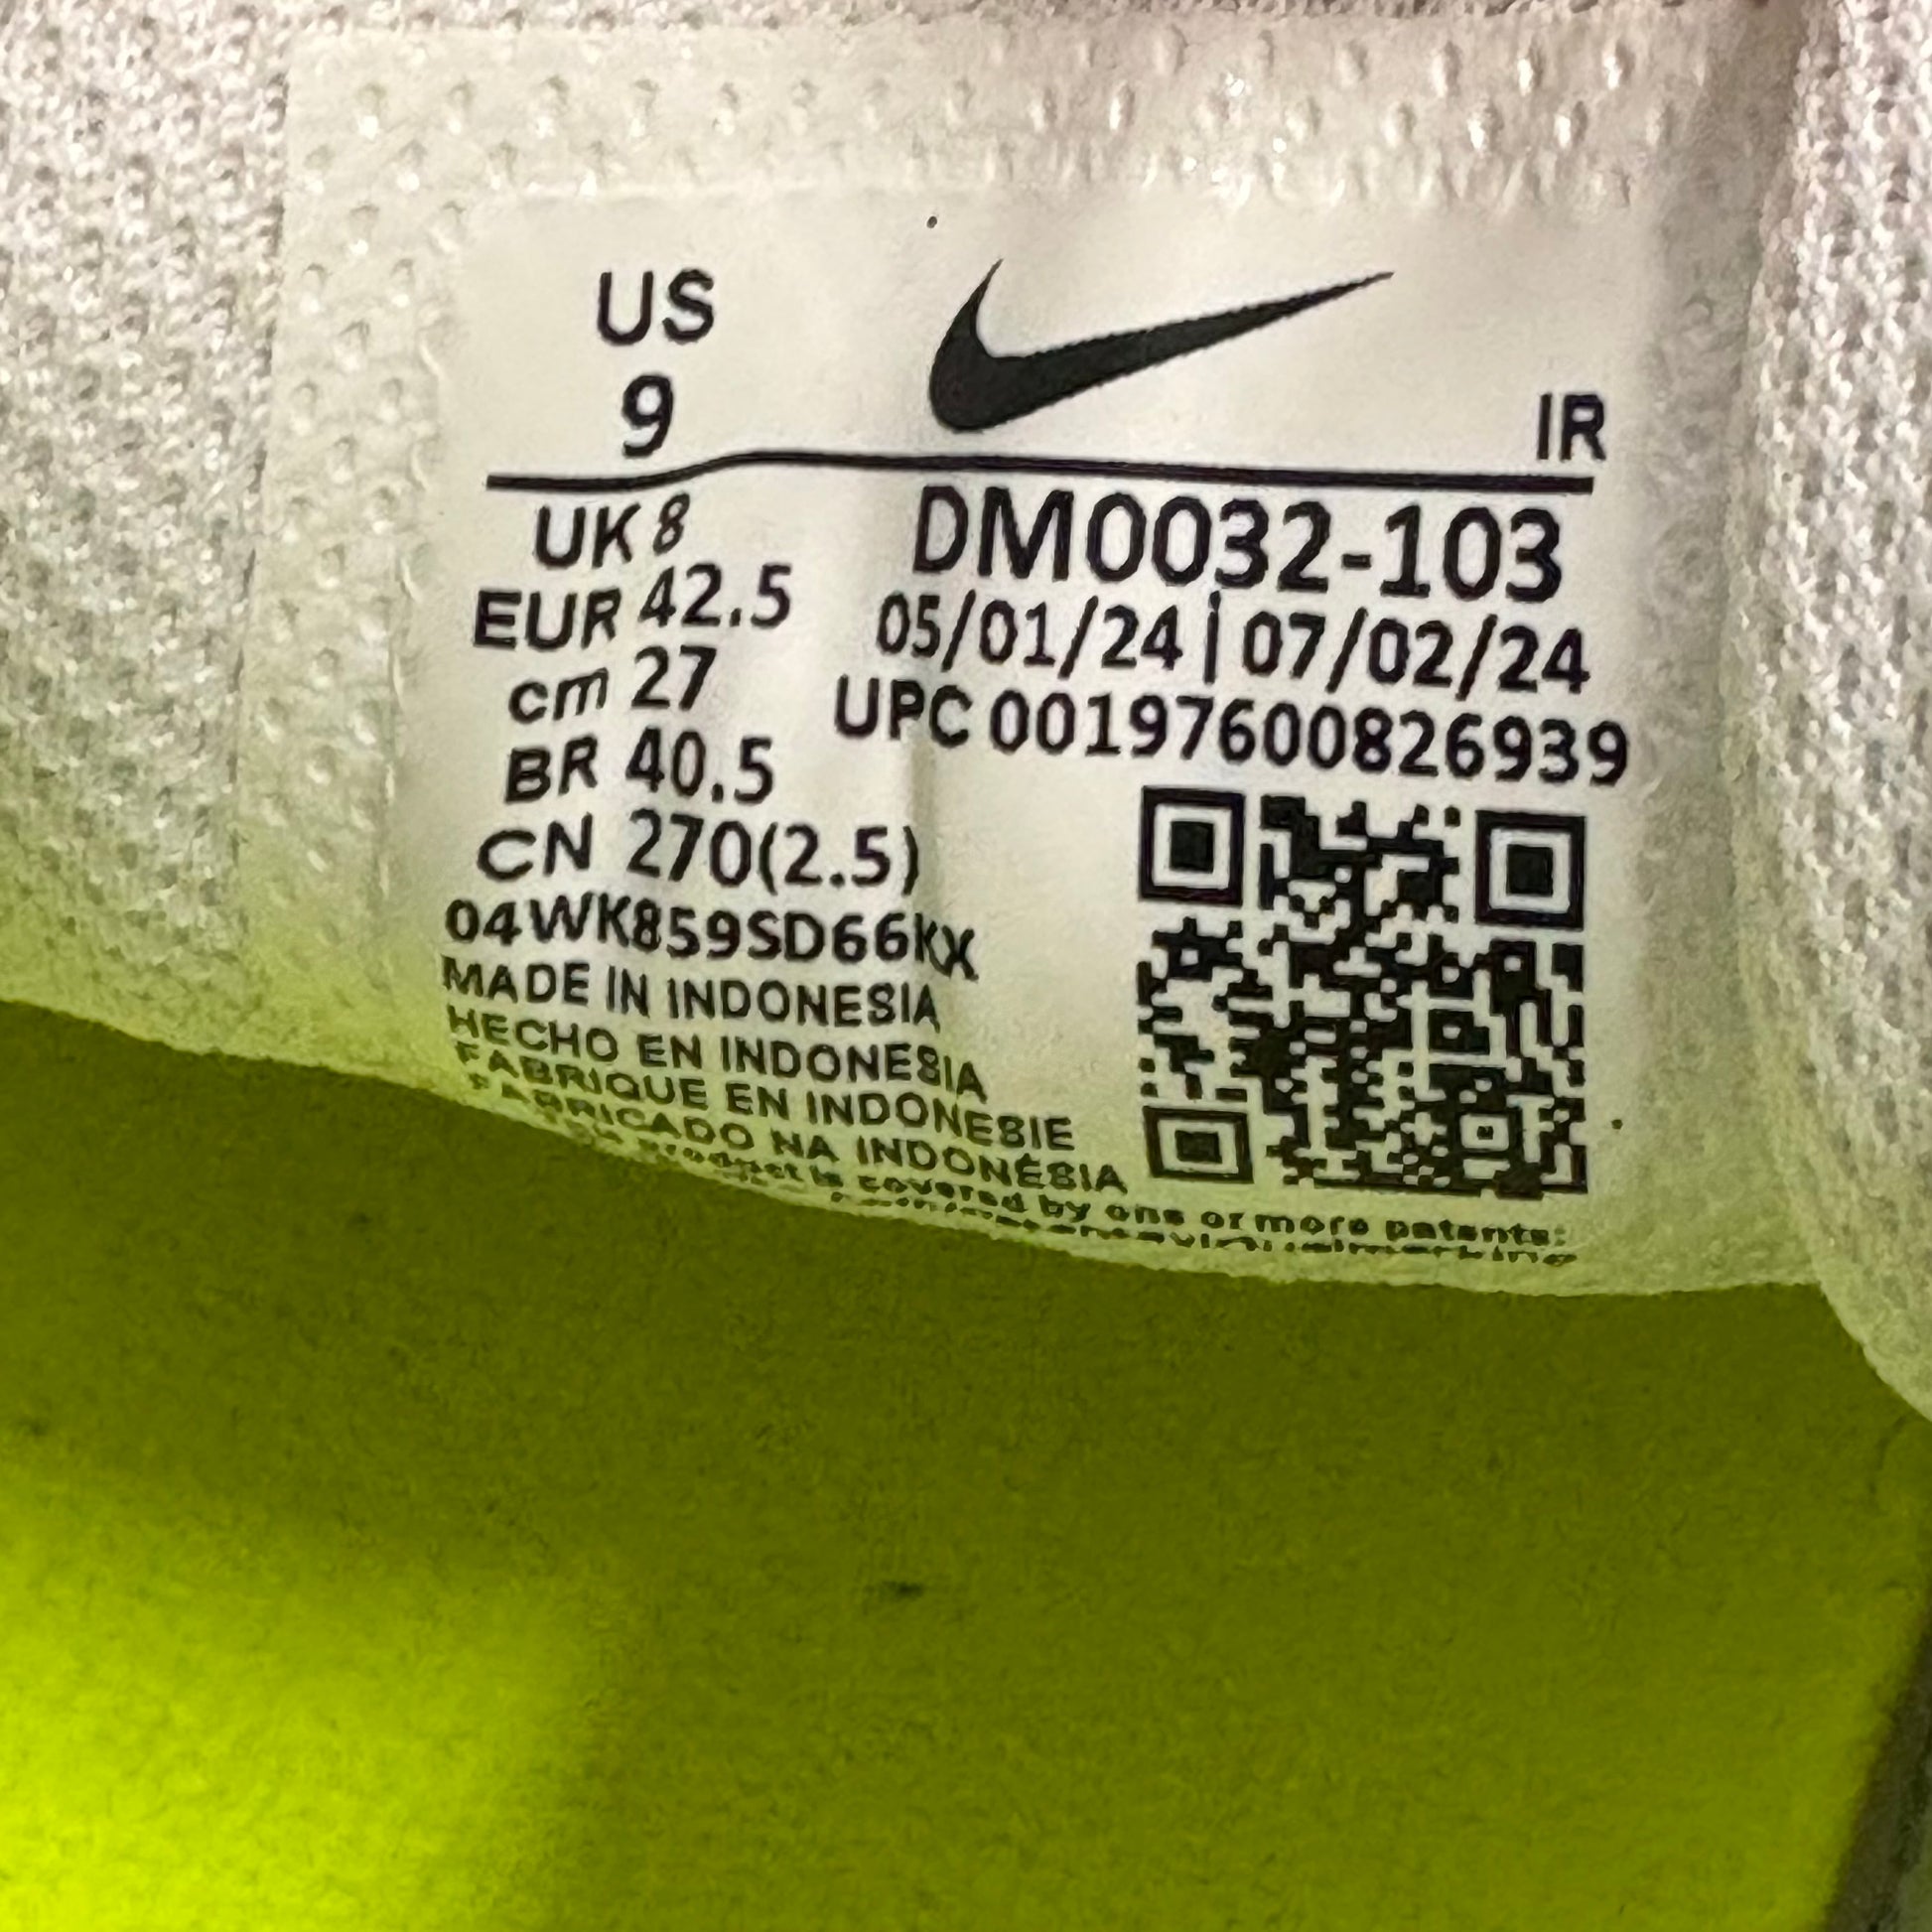 US
9
IR
UK 8
EUR 42.5
cm 27
BR 40.5
CN 270(2.5)
04WK859SD66KX
DM0032-103
05/01/24 | 07/02/24
UPC 00197600826939
MADE IN INDONESIA
HECHO EN INDONESIA
FABRIQUE EN INDONESIE
FABRICADO NA INDONÉSIA
product is covered by one or more patents: